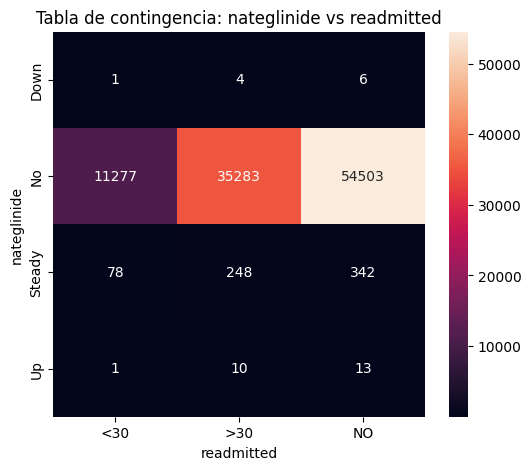 Tabla de contingencia: nateglinide vs readmitted
nateglinide
Down
1 4 6
No
11277 35283 54503
Steady
78 248 342
Up
1 10 13
<30 >30 NO
readmitted
50000
40000
30000
20000
10000